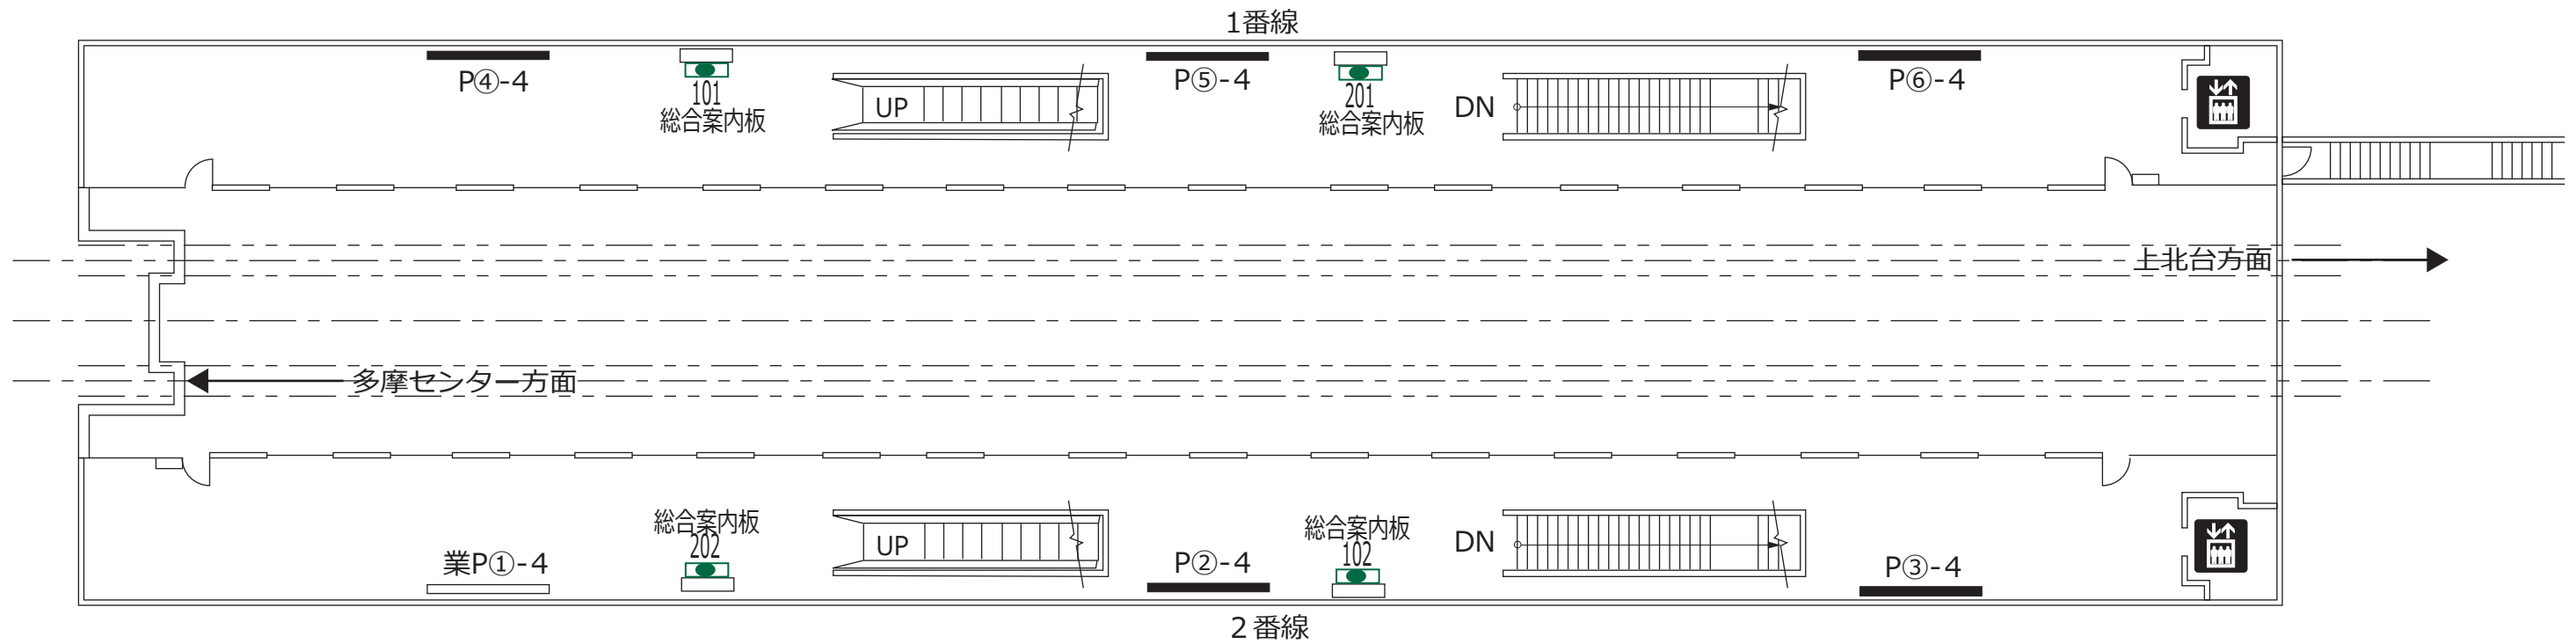 1番線
P④-4
101
総合案内板
UP
P⑤-4
201
総合案内板
DN
P⑥-4
上北台方面
多摩センター方面
業P①-4
総合案内板
202
UP
P②-4
総合案内板
102
DN
P③-4
2番線